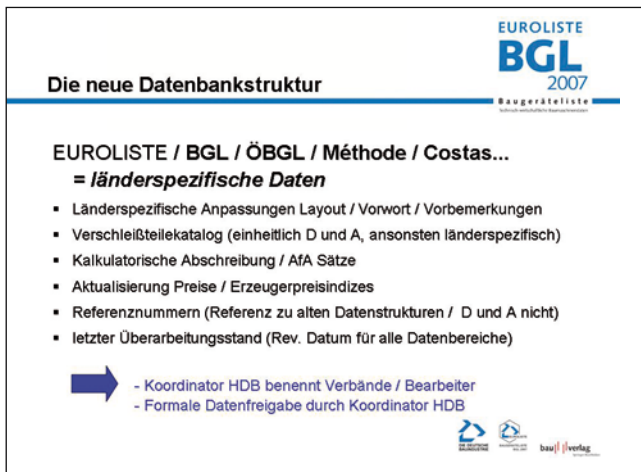 EUROLISTE
BGL
2007
Baugeräteliste
Die neue Datenbankstruktur
EUROLISTE / BGL / ÖBGL / Méthode / Costas...
= länderspezifische Daten
▪ Länderspezifische Anpassungen Layout / Vorwort / Vorbemerkungen
▪ Verschleißteilekatalog (einheitlich D und A, ansonsten länderspezifisch)
▪ Kalkulatorische Abschreibung / AfA Sätze
▪ Aktualisierung Preise / Erzeugerpreisindizes
▪ Referenznummern (Referenz zu alten Datenstrukturen / D und A nicht)
▪ letzter Überarbeitungsstand (Rev. Datum für alle Datenbereiche)
- Koordinator HDB benennt Verbände / Bearbeiter
- Formale Datenfreigabe durch Koordinator HDB
DIE DEUTSCHE
BAUINDUSTRIE
bau||verlag